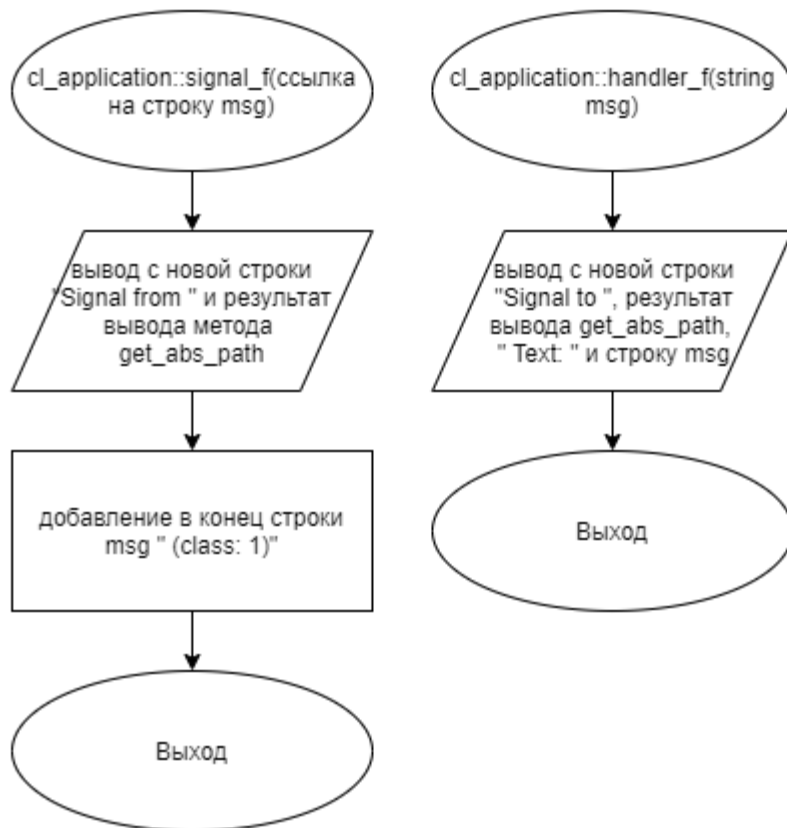 cl_application::signal_f(ссылка
на строку msg)
вывод с новой строки
"Signal from " и результат
вывода метода
get_abs_path
добавление в конец строки
msg " (class: 1)"
Выход
cl_application::handler_f(string
msg)
вывод с новой строки
"Signal to ", результат
вывода get_abs_path,
" Text: " и строку msg
Выход